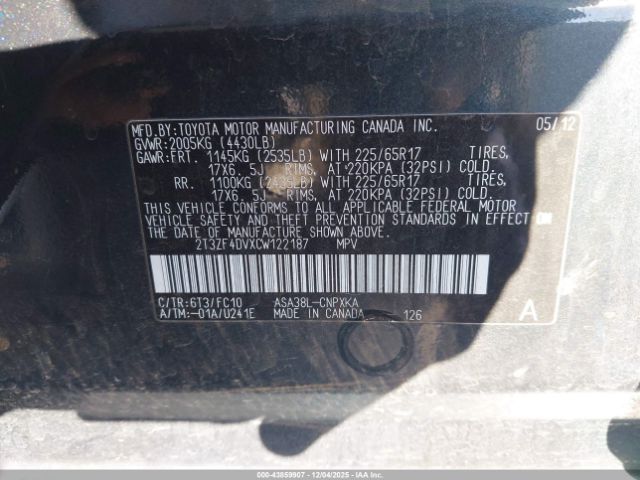 MFD.BY:TOYOTA MOTOR MANUFACTURING CANADA INC. 05/12
GVWR:2005KG (4430LB)
GAWR:FRT. 1145KG (2535LB) WITH 225/65R17 TIRES,
17X6.5J RIMS, AT 220KPA (32PSI) COLD.
RR. 1100KG (2435LB) WITH 225/65R17 TIRES,
17X6.5J RIMS, AT 220KPA (32PSI) COLD.
THIS VEHICLE CONFORMS TO ALL APPLICABLE FEDERAL MOTOR
VEHICLE SAFETY AND THEFT PREVENTION STANDARDS IN EFFECT ON
THE DATE OF MANUFACTURE SHOWN ABOVE.
2T3ZF4DVXCW122187 MPV
C/TR:6T3/FC10 ASA38L-CNPXKA
A/TM:-01A/U241E MADE IN CANADA 126 A
000-43859907 - 12/04/2025 - IAAI.COM